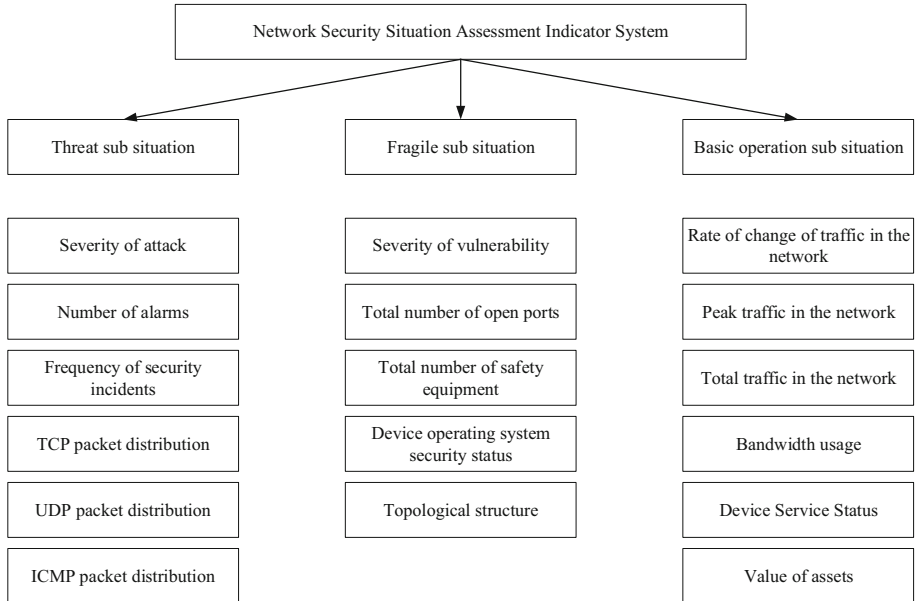 Network Security Situation Assessment Indicator System
Threat sub situation
Fragile sub situation
Basic operation sub situation
Severity of attack
Number of alarms
Frequency of security
incidents
TCP packet distribution
UDP packet distribution
ICMP packet distribution
Severity of vulnerability
Total number of open ports
Total number of safety
equipment
Device operating system
security status
Topological structure
Rate of change of traffic in the
network
Peak traffic in the network
Total traffic in the network
Bandwidth usage
Device Service Status
Value of assets